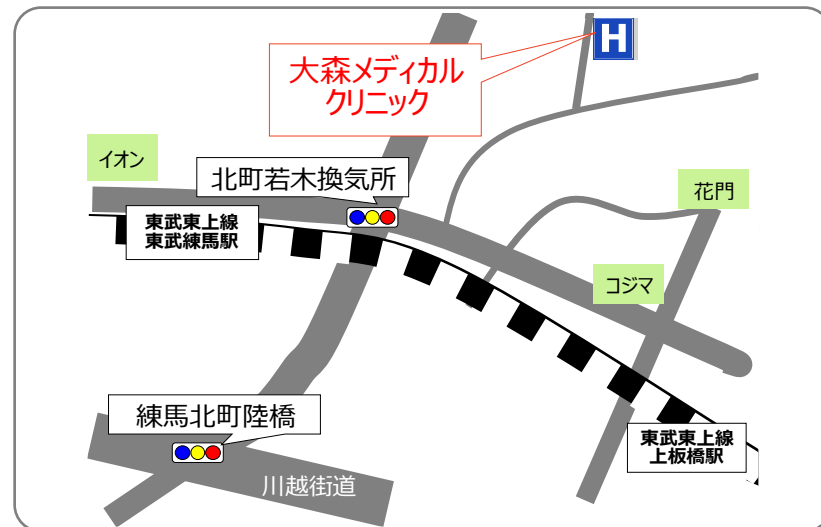 大森メディカル
クリニック
H
イオン
北町若木換気所
花門
東武東上線
東武練馬駅
コジマ
練馬北町陸橋
東武東上線
上板橋駅
川越街道